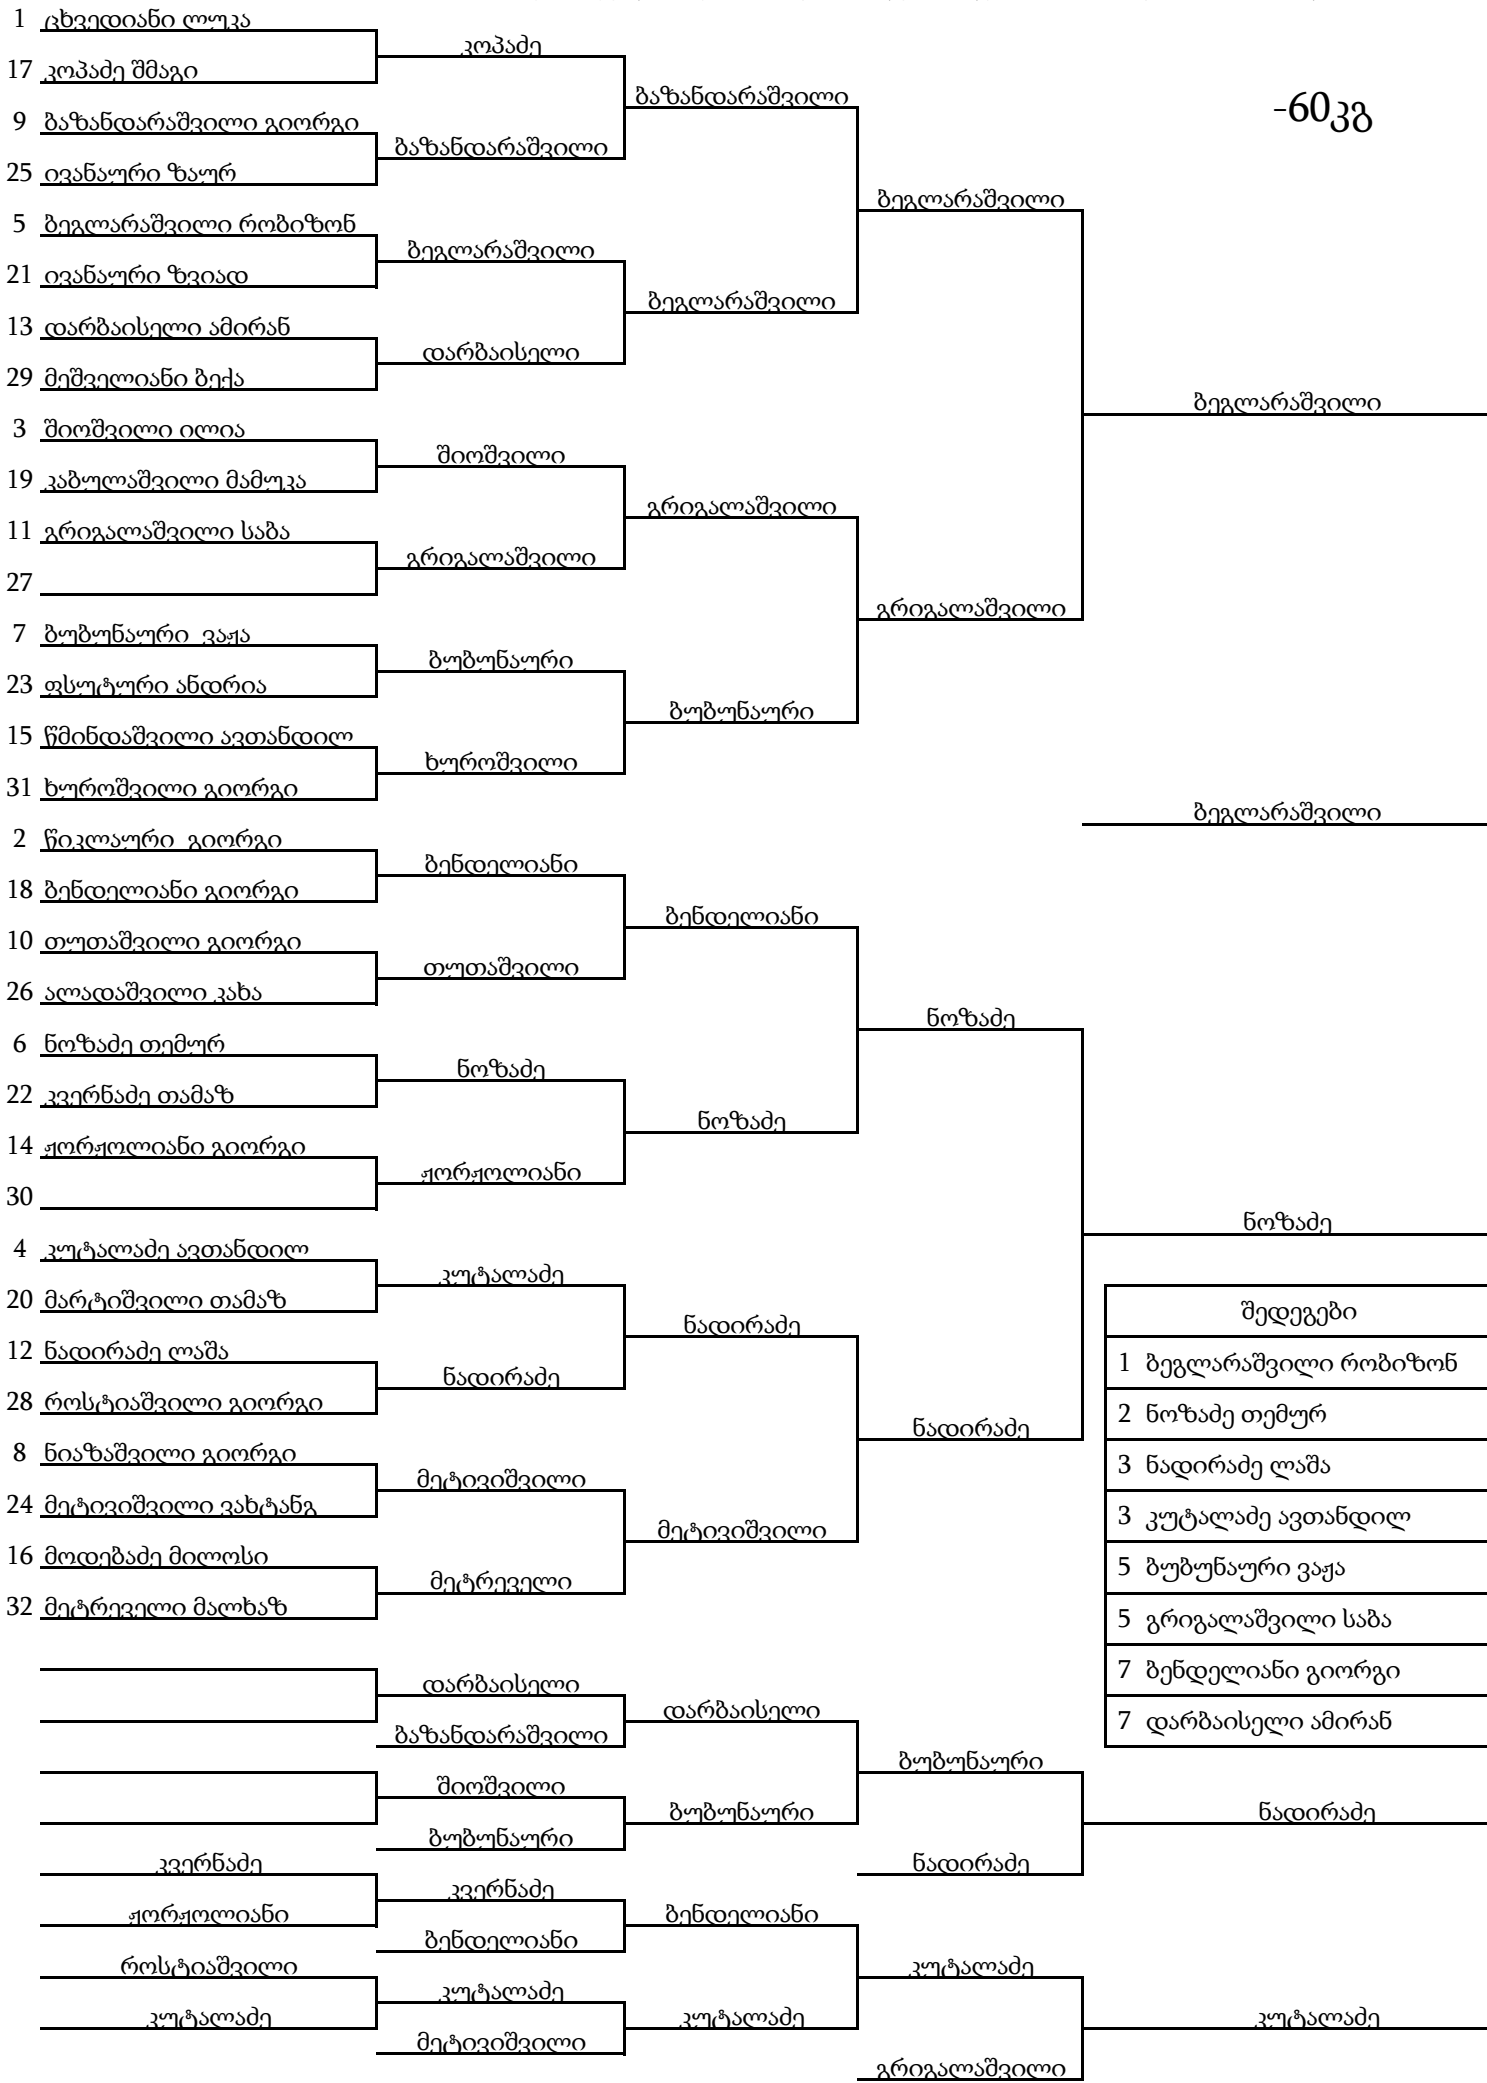 1 ცხვედიანი ლუკა
კოპაძე
17 კოპაძე შმაგი
ბაზანდარაშვილი
-60კგ
9 ბაზანდარაშვილი გიორგი
ბაზანდარაშვილი
25 ივანაური ზაურ
ბეგლარაშვილი
5 ბეგლარაშვილი რობიზონ
ბეგლარაშვილი
21 ივანაური ზვიად
ბეგლარაშვილი
13 დარბაისელი ამირან
დარბაისელი
29 მეშველიანი ბექა
ბეგლარაშვილი
3 შიოშვილი ილია
შიოშვილი
19 კაბულაშვილი მამუკა
გრიგალაშვილი
11 გრიგალაშვილი საბა
გრიგალაშვილი
27
გრიგალაშვილი
7 ბუბუნაური ვაჟა
ბუბუნაური
23 ფსუტური ანდრია
ბუბუნაური
15 წმინდაშვილი ავთანდილ
ხუროშვილი
31 ხუროშვილი გიორგი
ბეგლარაშვილი
2 წიკლაური გიორგი
ბენდელიანი
18 ბენდელიანი გიორგი
ბენდელიანი
10 თუთაშვილი გიორგი
თუთაშვილი
26 ალადაშვილი კახა
ნოზაძე
6 ნოზაძე თემურ
ნოზაძე
22 კვერნაძე თამაზ
ნოზაძე
14 ჟორჟოლიანი გიორგი
ჟორჟოლიანი
30
ნოზაძე
4 კუტალაძე ავთანდილ
კუტალაძე
20 მარტიშვილი თამაზ
ნადირაძე
შედეგები
12 ნადირაძე ლაშა
1 ბეგლარაშვილი რობიზონ
ნადირაძე
28 როსტიაშვილი გიორგი
2 ნოზაძე თემურ
ნადირაძე
8 ნიაზაშვილი გიორგი
3 ნადირაძე ლაშა
მეტივიშვილი
24 მეტივიშვილი ვახტანგ
3 კუტალაძე ავთანდილ
მეტივიშვილი
16 მოდებაძე მილოსი
5 ბუბუნაური ვაჟა
მეტრეველი
32 მეტრეველი მალხაზ
5 გრიგალაშვილი საბა
7 ბენდელიანი გიორგი
დარბაისელი
დარბაისელი
7 დარბაისელი ამირან
ბაზანდარაშვილი
ბუბუნაური
შიოშვილი
ბუბუნაური
ნადირაძე
ბუბუნაური
კვერნაძე
ნადირაძე
კვერნაძე
ჟორჟოლიანი
ბენდელიანი
ბენდელიანი
როსტიაშვილი
კუტალაძე
კუტალაძე
კუტალაძე
კუტალაძე
კუტალაძე
მეტივიშვილი
გრიგალაშვილი